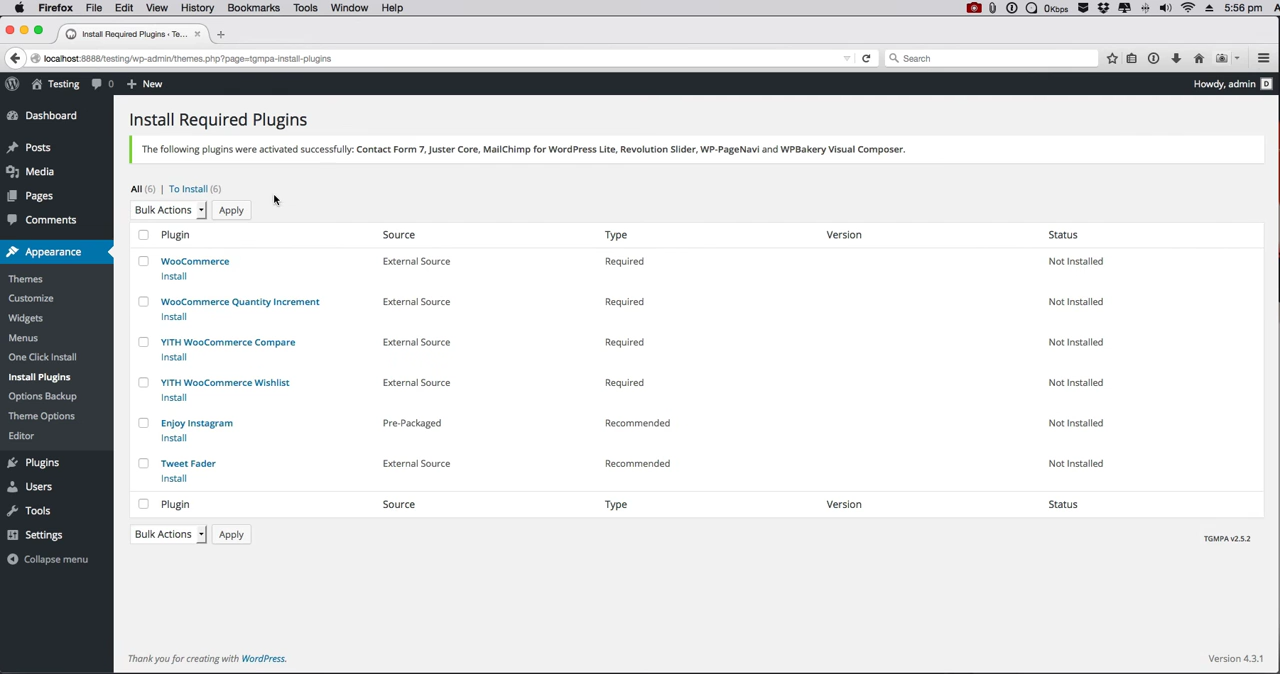 Firefox File Edit View History Bookmarks Tools Window Help 0Kbps 5:56 pm
Install Required Plugins ‹ Te...
localhost:8888/testing/wp-admin/themes.php?page=tgmpa-install-plugins Search
Testing 0 New Howdy, admin
Dashboard
Posts
Media
Pages
Comments
Appearance
Themes
Customize
Widgets
Menus
One Click Install
Install Plugins
Options Backup
Theme Options
Editor
Plugins
Users
Tools
Settings
Collapse menu
Install Required Plugins
The following plugins were activated successfully: Contact Form 7, Juster Core, MailChimp for WordPress Lite, Revolution Slider, WP-PageNavi and WPBakery Visual Composer.
All (6) | To Install (6)
Bulk Actions Apply
Plugin Source Type Version Status
WooCommerce External Source Required Not Installed
Install
WooCommerce Quantity Increment External Source Required Not Installed
Install
YITH WooCommerce Compare External Source Required Not Installed
Install
YITH WooCommerce Wishlist External Source Required Not Installed
Install
Enjoy Instagram Pre-Packaged Recommended Not Installed
Install
Tweet Fader External Source Recommended Not Installed
Install
Plugin Source Type Version Status
Bulk Actions Apply
TGMPA v2.5.2
Thank you for creating with WordPress. Version 4.3.1